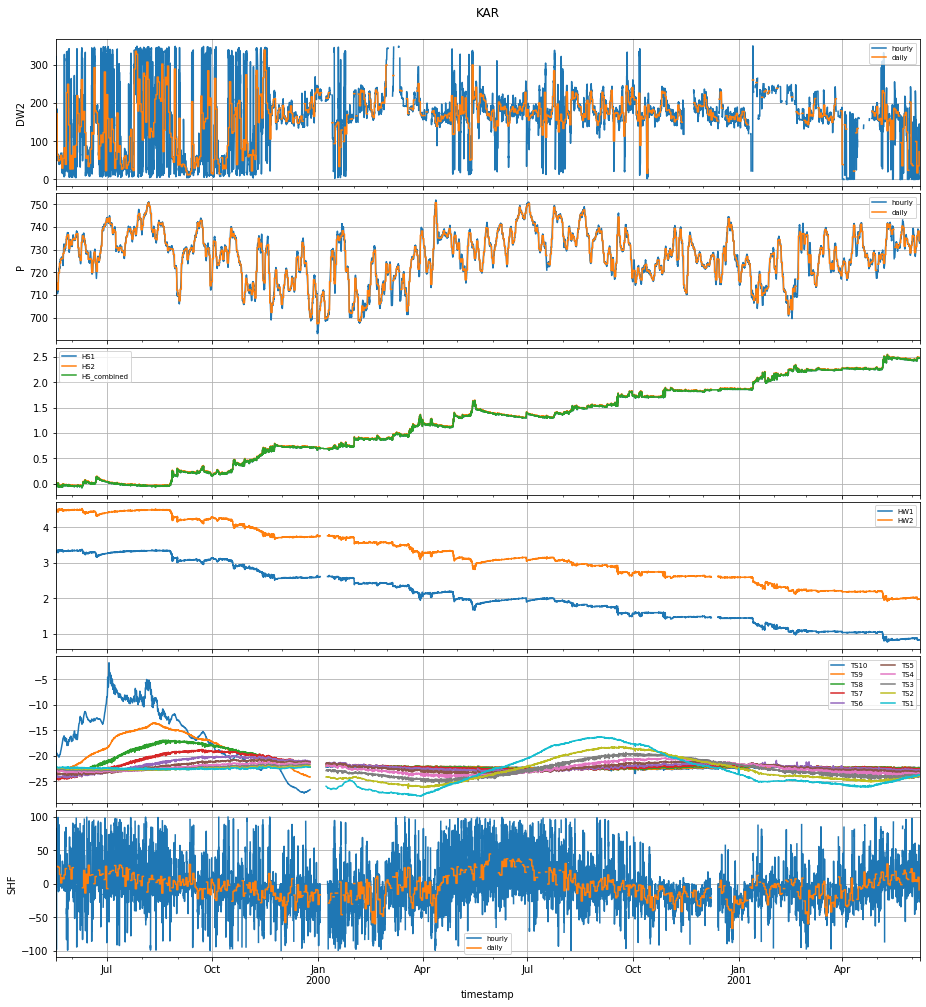 KAR
DW2
300
200
100
0
hourly
daily
P
750
740
730
720
710
700
hourly
daily
2.5
2.0
1.5
1.0
0.5
0.0
HS1
HS2
HS_combined
4
3
2
1
HW1
HW2
−5
−10
−15
−20
−25
TS10 TS5
TS9 TS4
TS8 TS3
TS7 TS2
TS6 TS1
SHF
100
50
0
−50
−100
hourly
daily
Jul Oct Jan Apr Jul Oct Jan Apr
2000 2001
timestamp